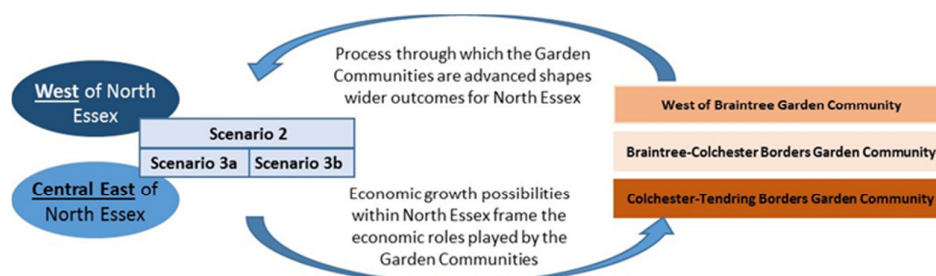 Process through which the Garden
Communities are advanced shapes
wider outcomes for North Essex
West of North
Essex
Scenario 2
Scenario 3a
Scenario 3b
Central East of
North Essex
Economic growth possibilities
within North Essex frame the
economic roles played by the
Garden Communities
West of Braintree Garden Community
Braintree-Colchester Borders Garden Community
Colchester-Tendring Borders Garden Community